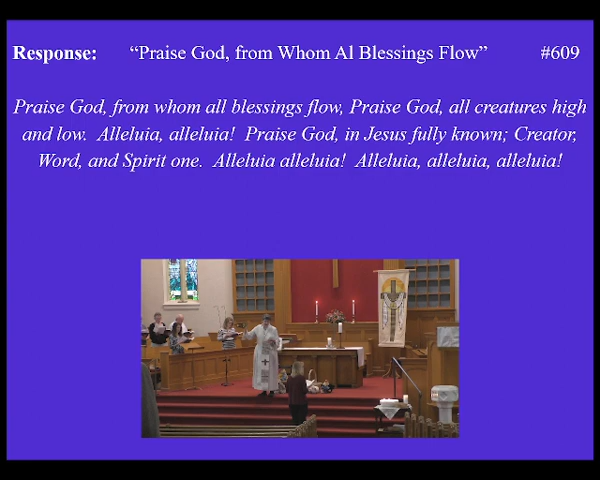 Response: “Praise God, from Whom Al Blessings Flow” #609
Praise God, from whom all blessings flow, Praise God, all creatures high
and low. Alleluia, alleluia! Praise God, in Jesus fully known; Creator,
Word, and Spirit one. Alleluia alleluia! Alleluia, alleluia, alleluia!